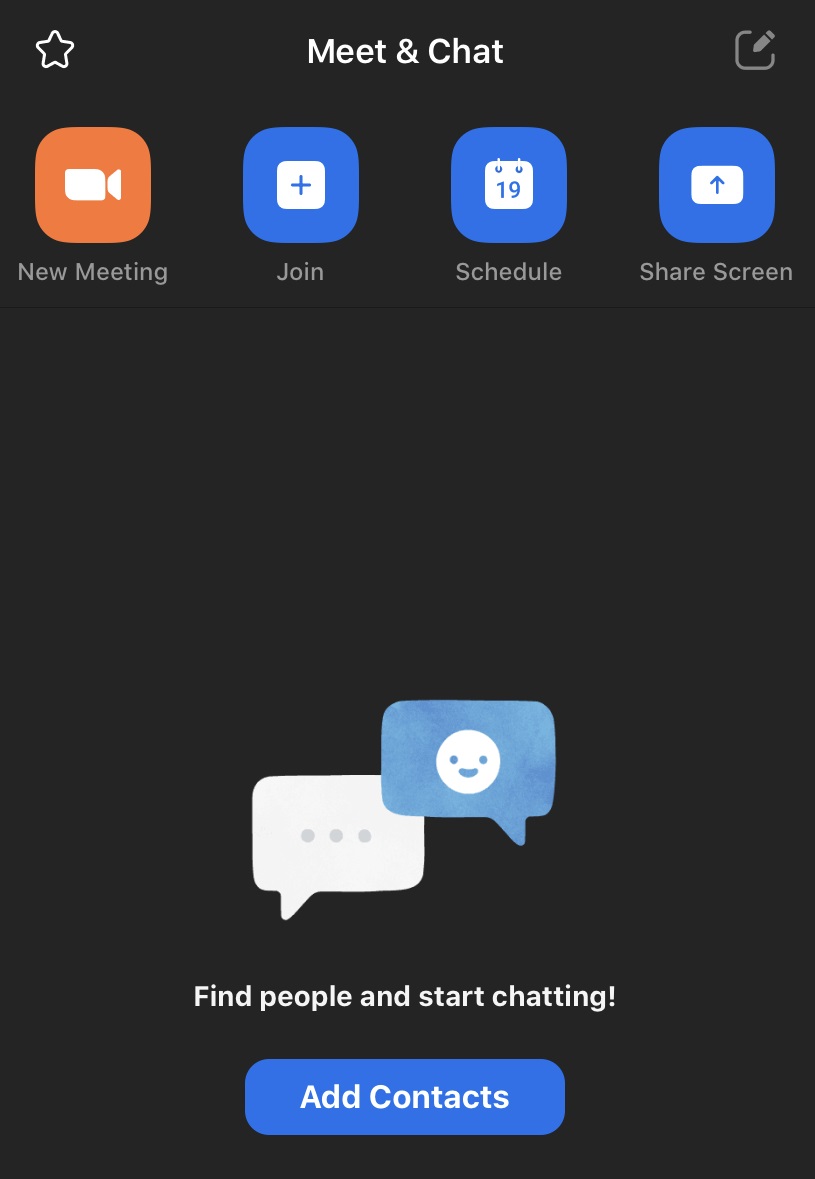 Meet & Chat
19
New Meeting
Join
Schedule
Share Screen
Find people and start chatting!
Add Contacts